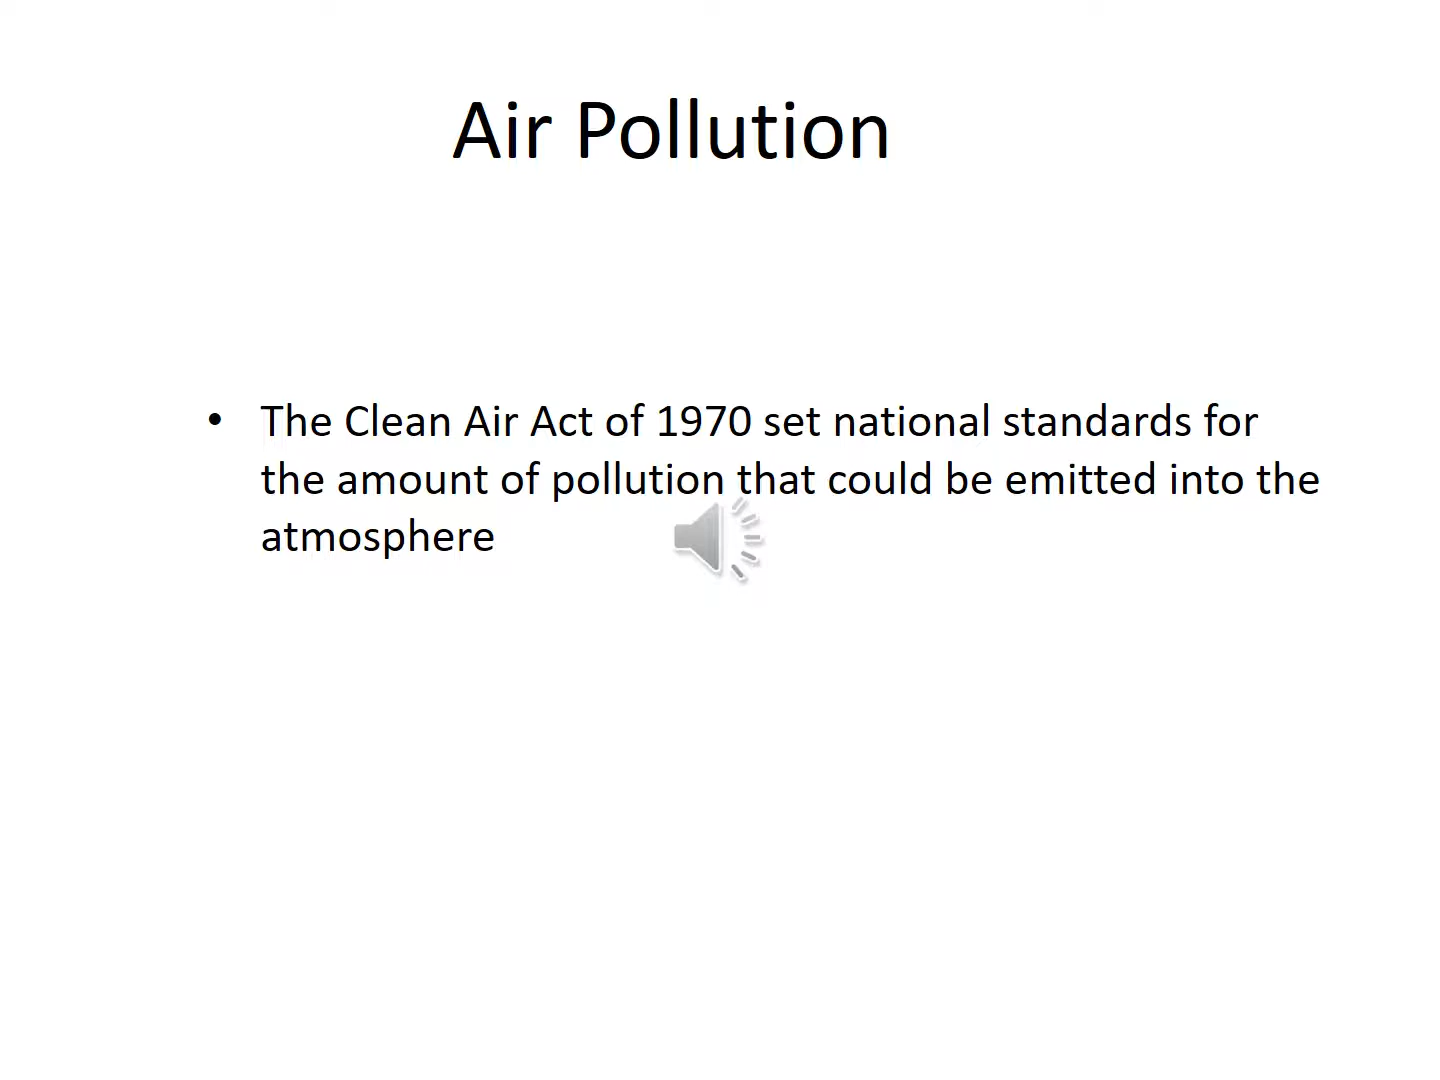 Air Pollution
• The Clean Air Act of 1970 set national standards for
the amount of pollution that could be emitted into the
atmosphere